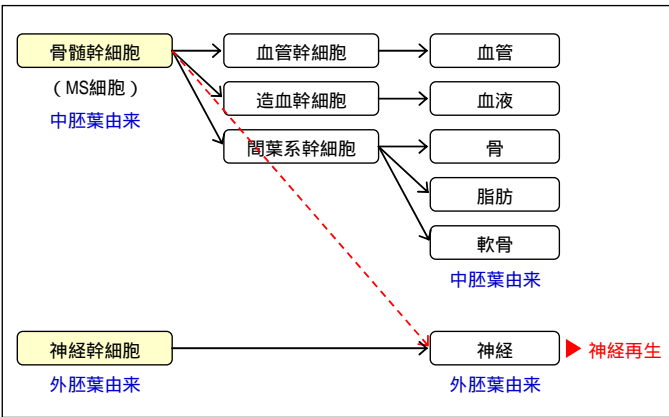 骨髄幹細胞
血管幹細胞
血管
(MS細胞)
中胚葉由来
造血幹細胞
血液
間葉系幹細胞
骨
脂肪
軟骨
中胚葉由来
神経幹細胞
神経
神経再生
外胚葉由来
外胚葉由来